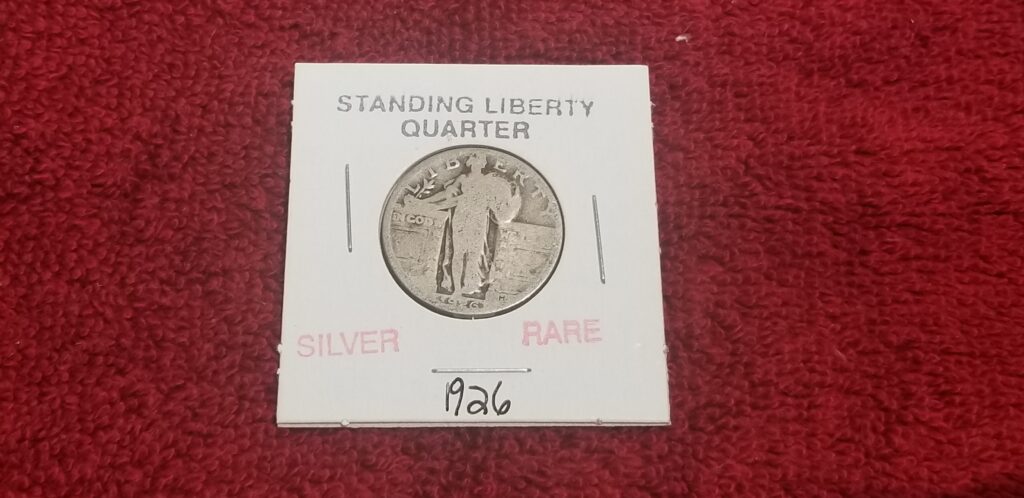 STANDING LIBERTY
QUARTER
LIBERTY
SILVER
RARE
1926